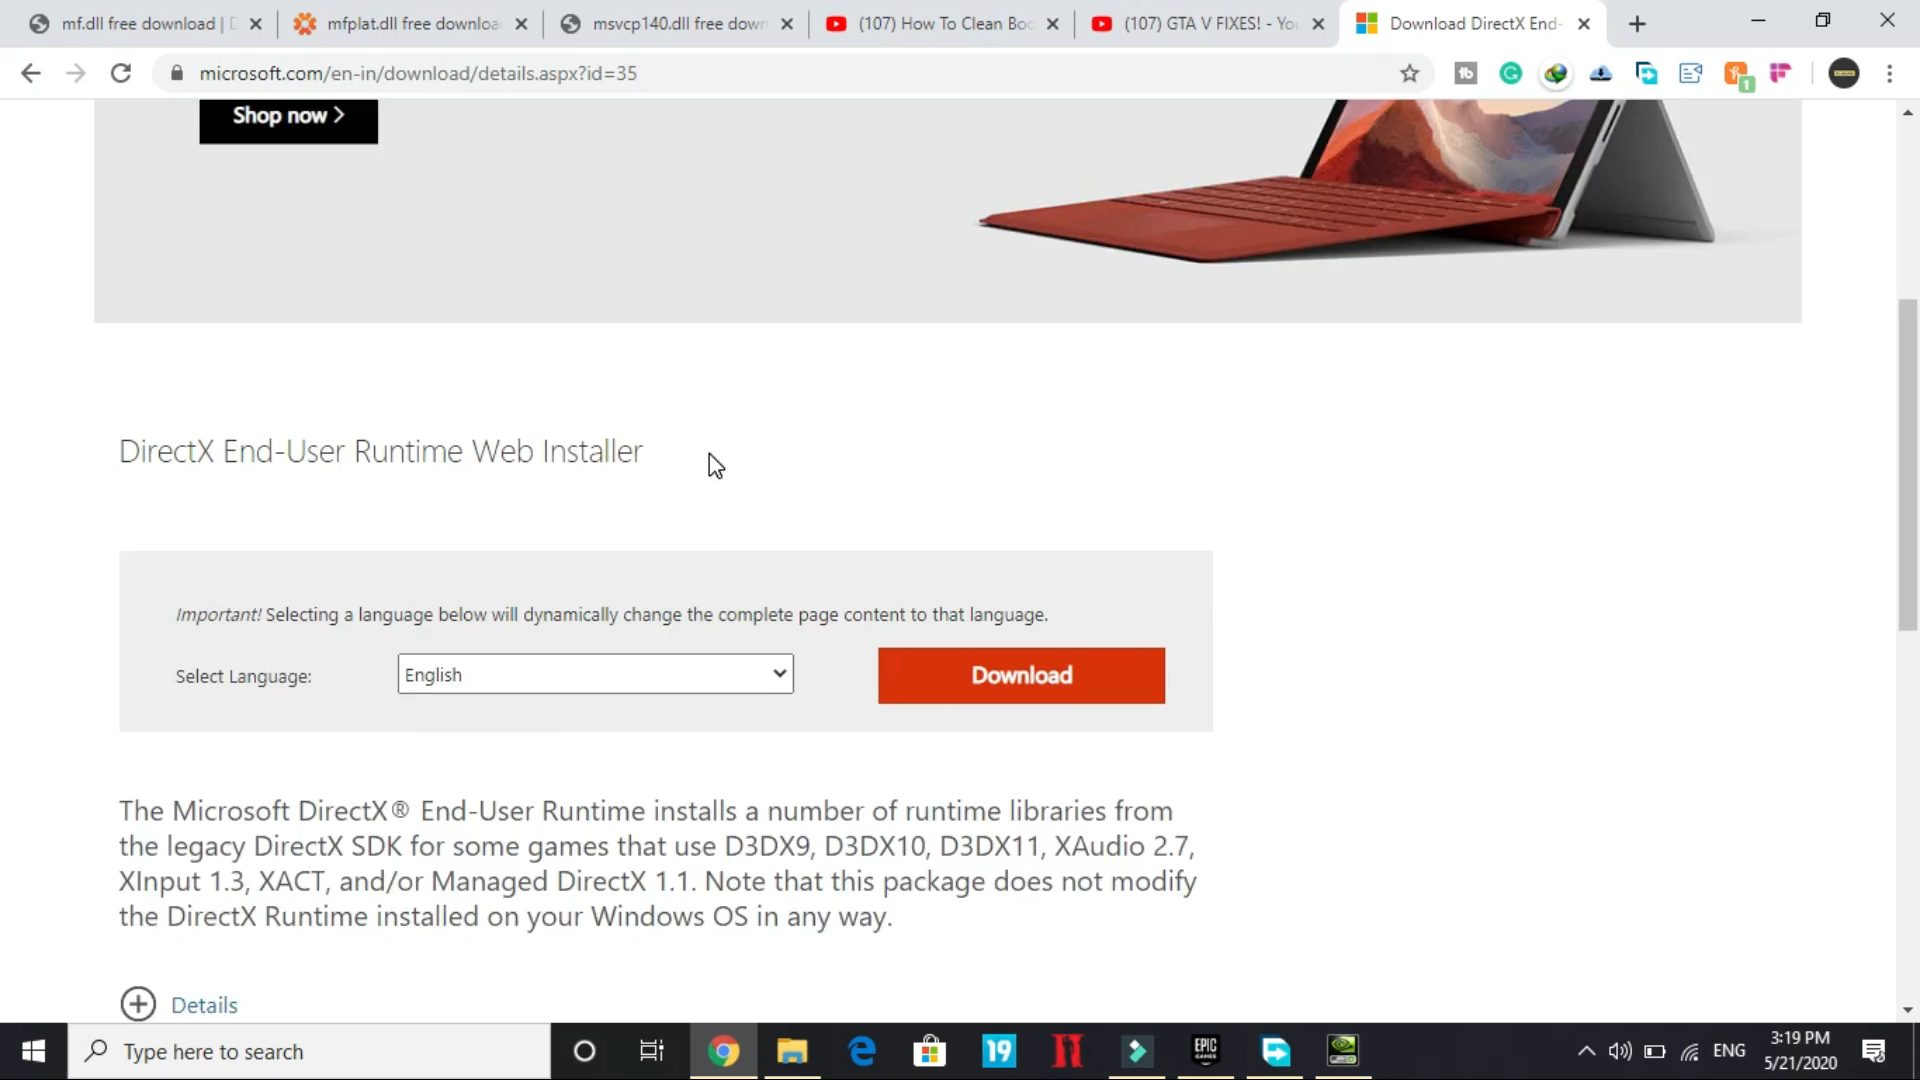 mf.dll free download | D
mfplat.dll free downloa
msvcp140.dll free down
(107) How To Clean Boo
(107) GTA V FIXES! - You
Download DirectX End-
microsoft.com/en-in/download/details.aspx?id=35
tb
1
Shop now >
DirectX End-User Runtime Web Installer
Important! Selecting a language below will dynamically change the complete page content to that language.
Select Language:
English
Download
The Microsoft DirectX® End-User Runtime installs a number of runtime libraries from
the legacy DirectX SDK for some games that use D3DX9, D3DX10, D3DX11, XAudio 2.7,
XInput 1.3, XACT, and/or Managed DirectX 1.1. Note that this package does not modify
the DirectX Runtime installed on your Windows OS in any way.
Details
Type here to search
19
EPIC
GAMES
ENG
3:19 PM
5/21/2020